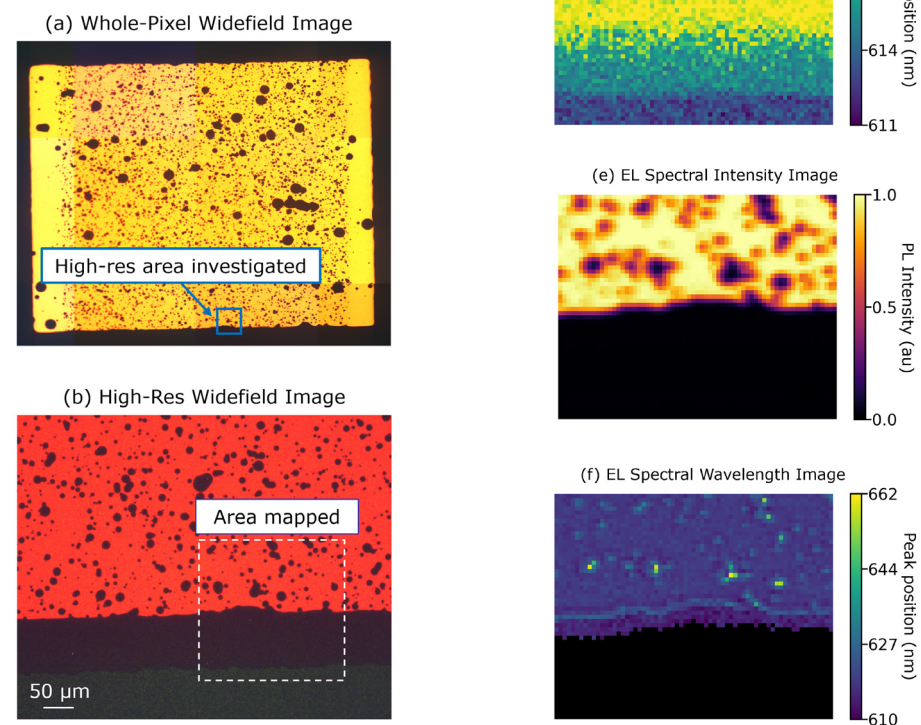 (a) Whole-Pixel Widefield Image
High-res area investigated
(b) High-Res Widefield Image
Area mapped
50 µm
osition (nm)
614
611
(e) EL Spectral Intensity Image
1.0
0.5
0.0
PL Intensity (au)
(f) EL Spectral Wavelength Image
662
644
627
610
Peak position (nm)